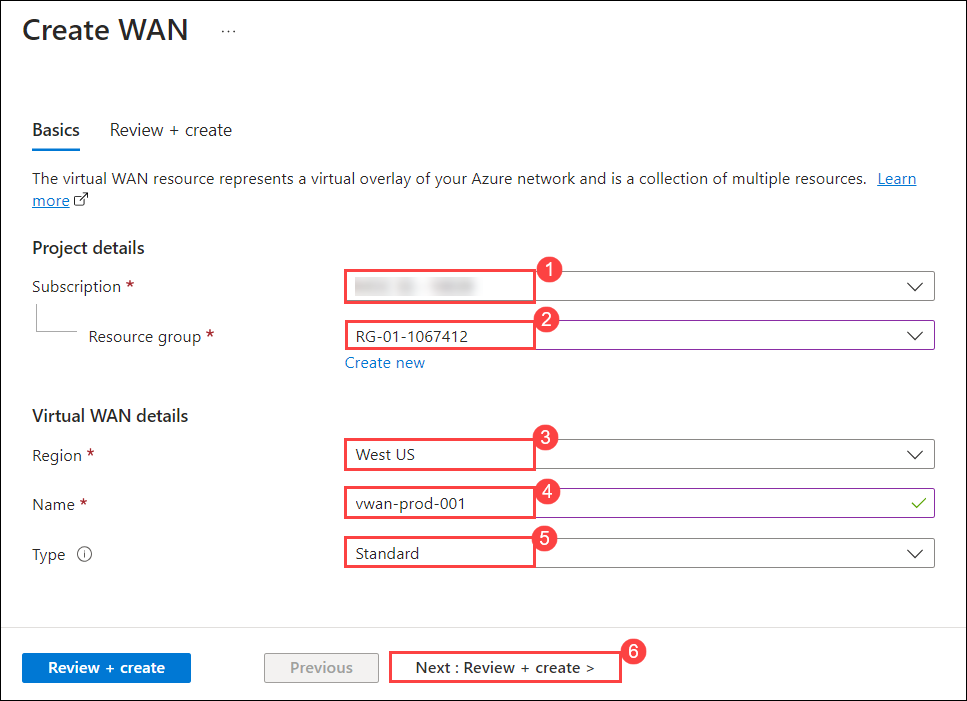 Create WAN ...
Basics Review + create
The virtual WAN resource represents a virtual overlay of your Azure network and is a collection of multiple resources. Learn
more
Project details
Subscription * 1
Resource group * RG-01-1067412 2
Create new
Virtual WAN details
Region * West US 3
Name * vwan-prod-001 4
Type Standard 5
Review + create Previous Next : Review + create > 6